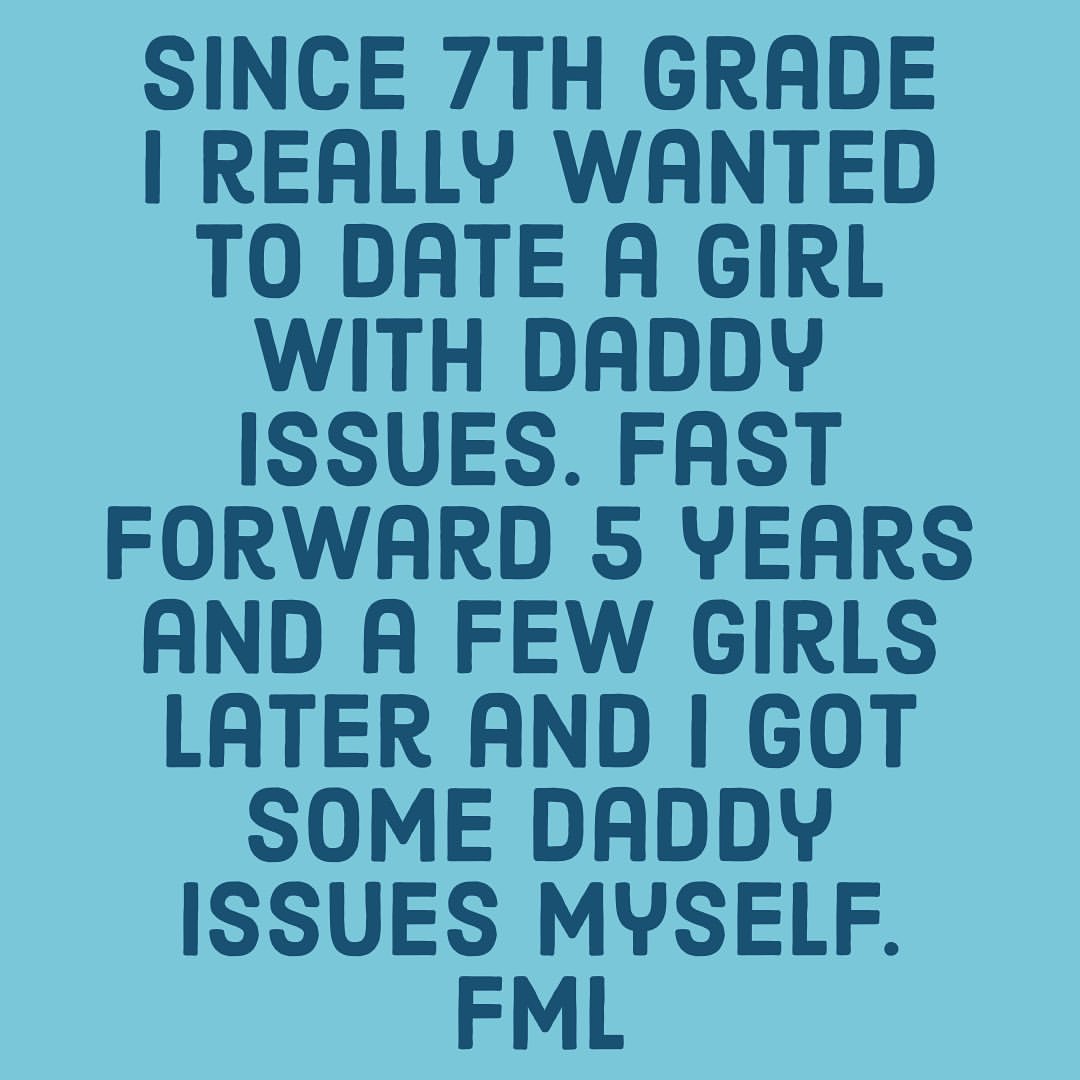 SINCE 7TH GRADE
I REALLY WANTED
TO DATE A GIRL
WITH DADDY
ISSUES. FAST
FORWARD 5 YEARS
AND A FEW GIRLS
LATER AND I GOT
SOME DADDY
ISSUES MYSELF.
FML